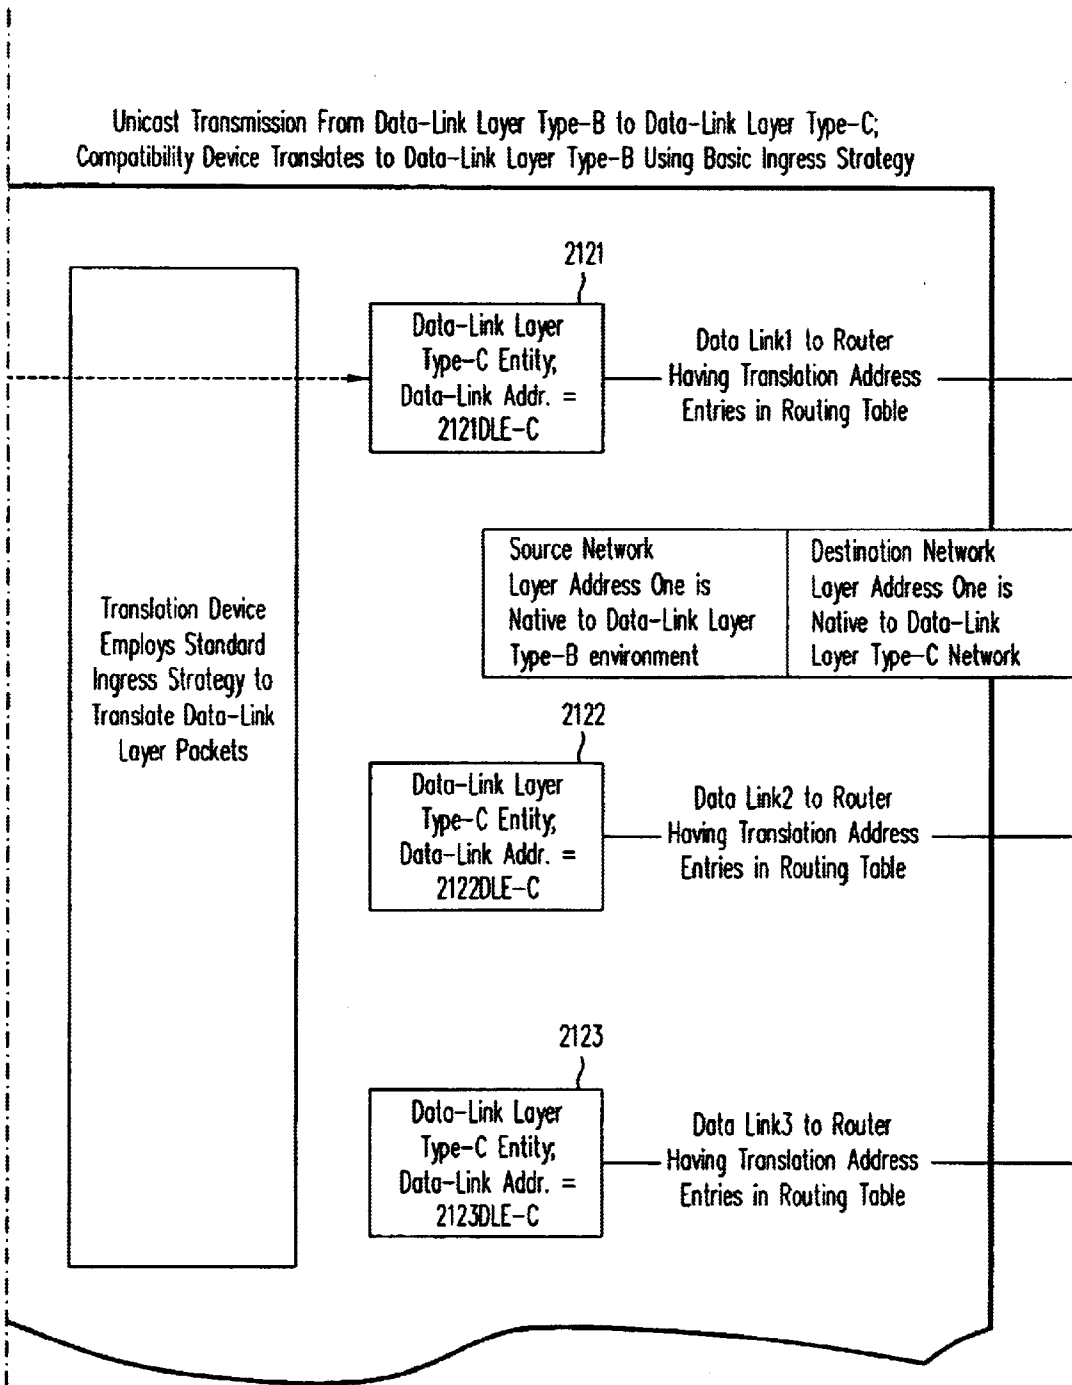 Unicast Transmission From Data-Link Layer Type-B to Data-Link Layer Type-C;
Compatibility Device Translates to Data-Link Layer Type-B Using Basic Ingress Strategy
2121
Data-Link Layer
Type-C Entity;
Data-Link Addr. =
2121DLE-C
Data Link1 to Router
Having Translation Address
Entries in Routing Table
Source Network
Layer Address One is
Native to Data-Link Layer
Type-B environment
Destination Network
Layer Address One is
Native to Data-Link
Layer Type-C Network
Translation Device
Employs Standard
Ingress Strategy to
Translate Data-Link
Layer Packets
2122
Data-Link Layer
Type-C Entity;
Data-Link Addr. =
2122DLE-C
Data Link2 to Router
Having Translation Address
Entries in Routing Table
2123
Data-Link Layer
Type-C Entity;
Data-Link Addr. =
2123DLE-C
Data Link3 to Router
Having Translation Address
Entries in Routing Table